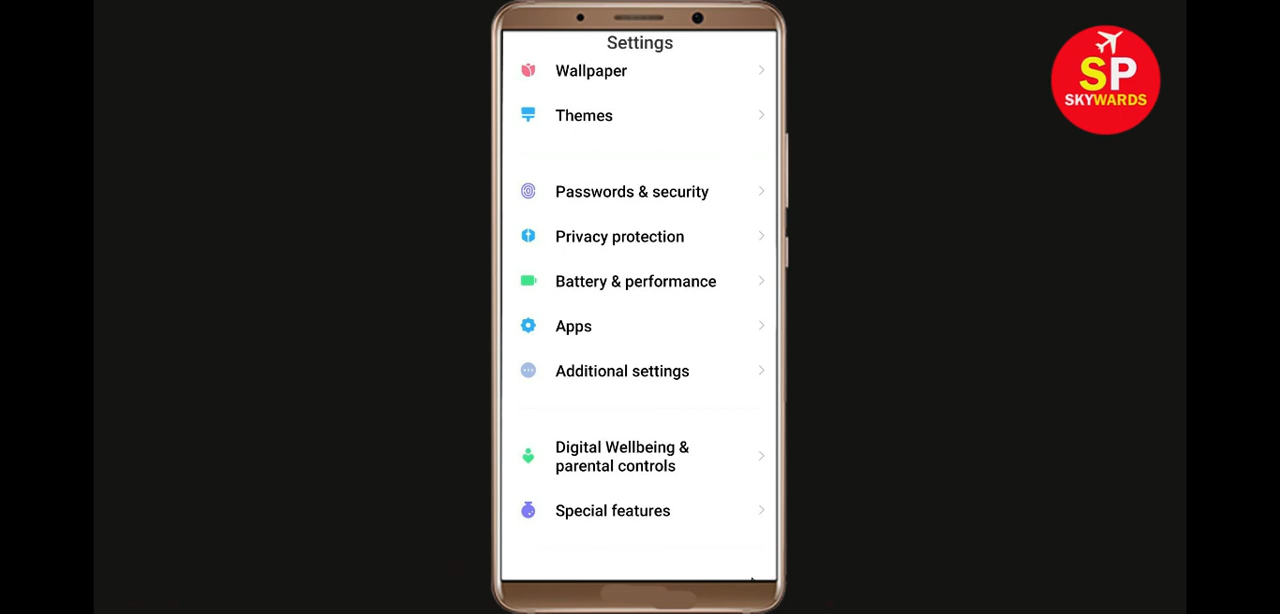 Settings
Wallpaper
Themes
Passwords & security
Privacy protection
Battery & performance
Apps
Additional settings
Digital Wellbeing &
parental controls
Special features
SP
SKYWARDS